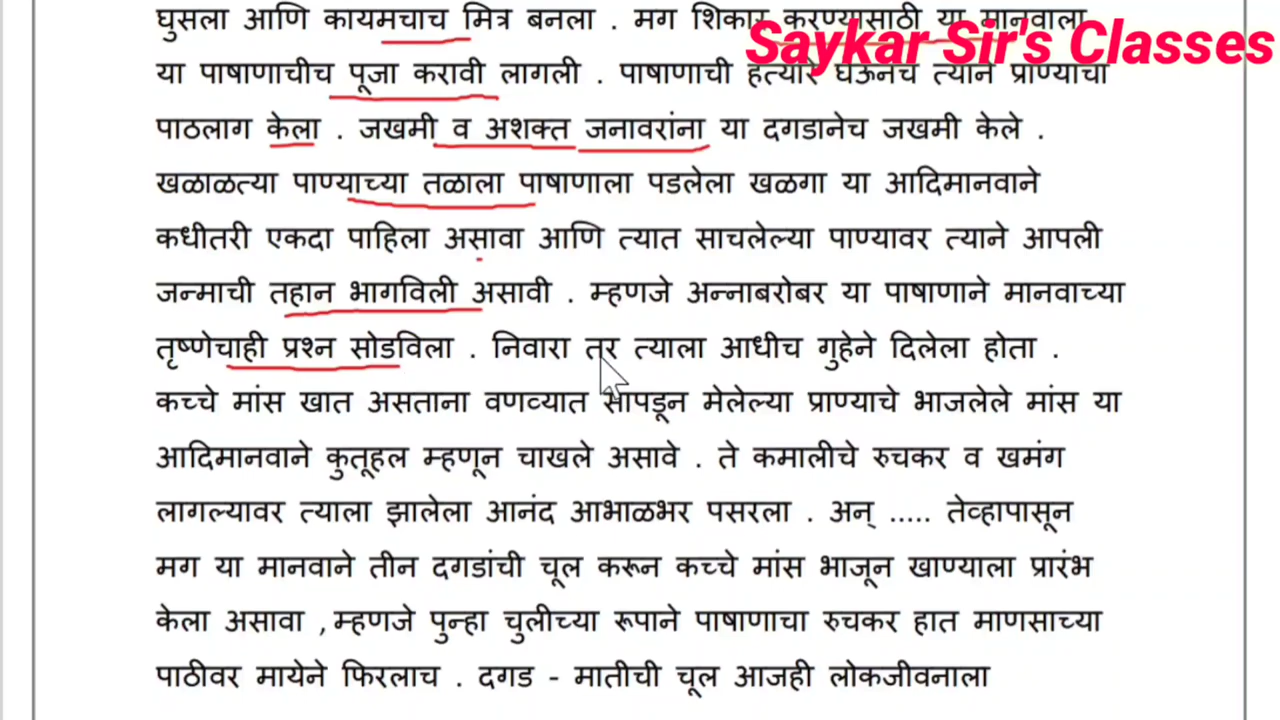 घुसला आणि कायमचाच मित्र बनला . मग शिकार करण्यासाठी या मानवाला
Saykar Sir's Classes
या पाषाणाचीच पूजा करावी लागली . पाषाणाची हत्यारे घेऊनच त्याने प्राण्याचा
पाठलाग केला . जखमी व अशक्त जनावरांना या दगडानेच जखमी केले .
खळाळत्या पाण्याच्या तळाला पाषाणाला पडलेला खळगा या आदिमानवाने
कधीतरी एकदा पाहिला असावा आणि त्यात साचलेल्या पाण्यावर त्याने आपली
जन्माची तहान भागविली असावी . म्हणजे अन्नाबरोबर या पाषाणाने मानवाच्या
तृष्णेचाही प्रश्न सोडविला . निवारा तर त्याला आधीच गुहेने दिलेला होता .
कच्चे मांस खात असताना वणव्यात सापडून मेलेल्या प्राण्याचे भाजलेले मांस या
आदिमानवाने कुतूहल म्हणून चाखले असावे . ते कमालीचे रुचकर व खमंग
लागल्यावर त्याला झालेला आनंद आभाळभर पसरला . अन् ..... तेव्हापासून
मग या मानवाने तीन दगडांची चूल करून कच्चे मांस भाजून खाण्याला प्रारंभ
केला असावा , म्हणजे पुन्हा चुलीच्या रूपाने पाषाणाचा रुचकर हात माणसाच्या
पाठीवर मायेने फिरलाच . दगड - मातीची चूल आजही लोकजीवनाला